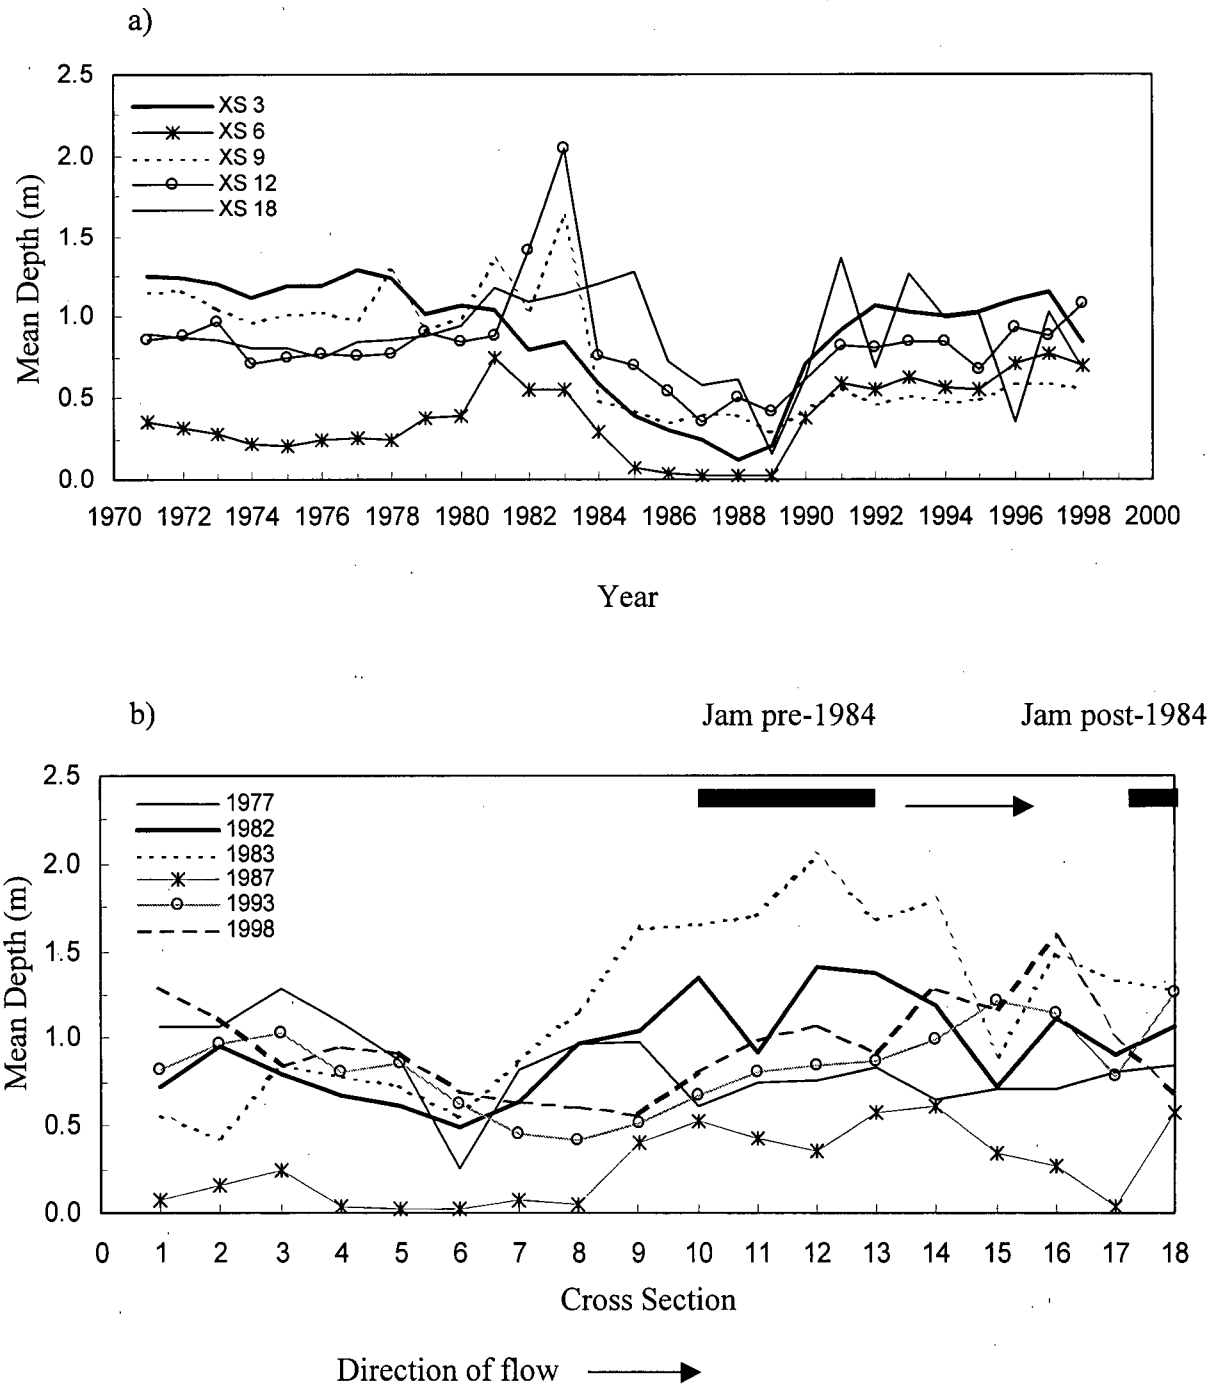 a)
2.5
2.0
1.5
1.0
0.5
0.0
Mean Depth (m)
XS 3
XS 6
XS 9
XS 12
XS 18
1970 1972 1974 1976 1978 1980 1982 1984 1986 1988 1990 1992 1994 1996 1998 2000
Year
b)
Jam pre-1984
Jam post-1984
2.5
2.0
1.5
1.0
0.5
0.0
Mean Depth (m)
1977
1982
1983
1987
1993
1998
0 1 2 3 4 5 6 7 8 9 10 11 12 13 14 15 16 17 18
Cross Section
Direction of flow